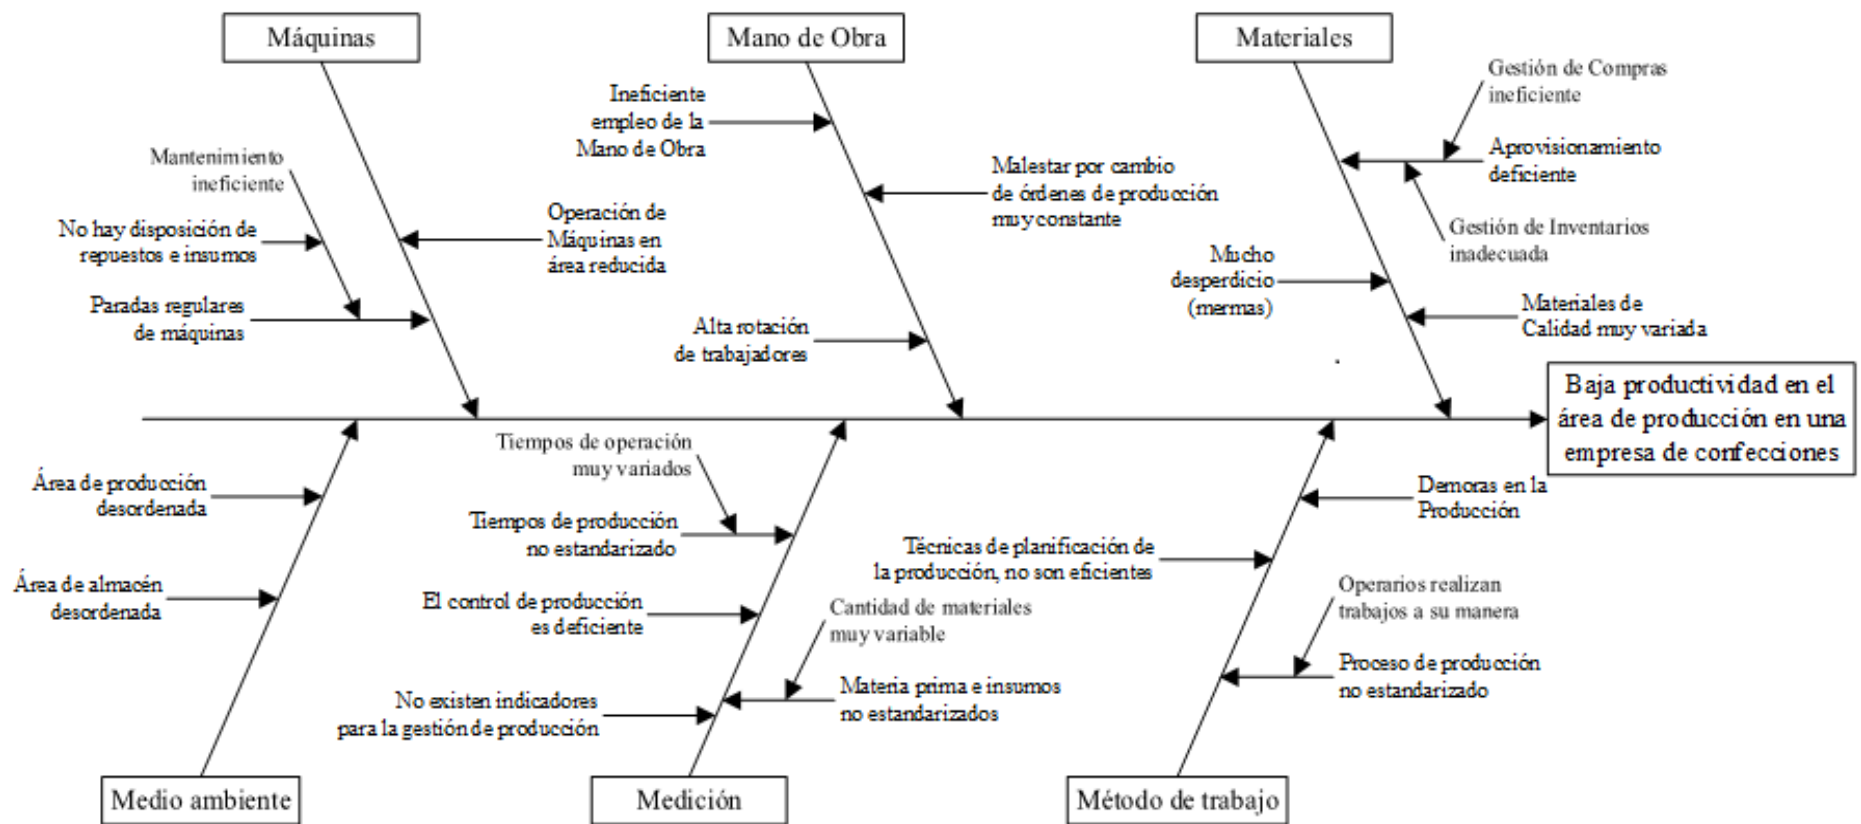 Máquinas
Mano de Obra
Materiales
Mantenimiento
ineficiente
No hay disposición de
repuestos e insumos
Paradas regulares
de máquinas
Operación de
Máquinas en
área reducida
Ineficiente
empleo de la
Mano de Obra
Malestar por cambio
de órdenes de producción
muy constante
Alta rotación
de trabajadores
Gestión de Compras
ineficiente
Aprovisionamiento
deficiente
Gestión de Inventarios
inadecuada
Mucho
desperdicio
(mermas)
Materiales de
Calidad muy variada
Baja productividad en el
área de producción en una
empresa de confecciones
Área de producción
desordenada
Área de almacén
desordenada
Tiempos de operación
muy variados
Tiempos de producción
no estandarizado
El control de producción
es deficiente
Cantidad de materiales
muy variable
No existen indicadores
para la gestión de producción
Materia prima e insumos
no estandarizados
Demoras en la
Producción
Técnicas de planificación de
la producción, no son eficientes
Operarios realizan
trabajos a su manera
Proceso de producción
no estandarizado
Medio ambiente
Medición
Método de trabajo